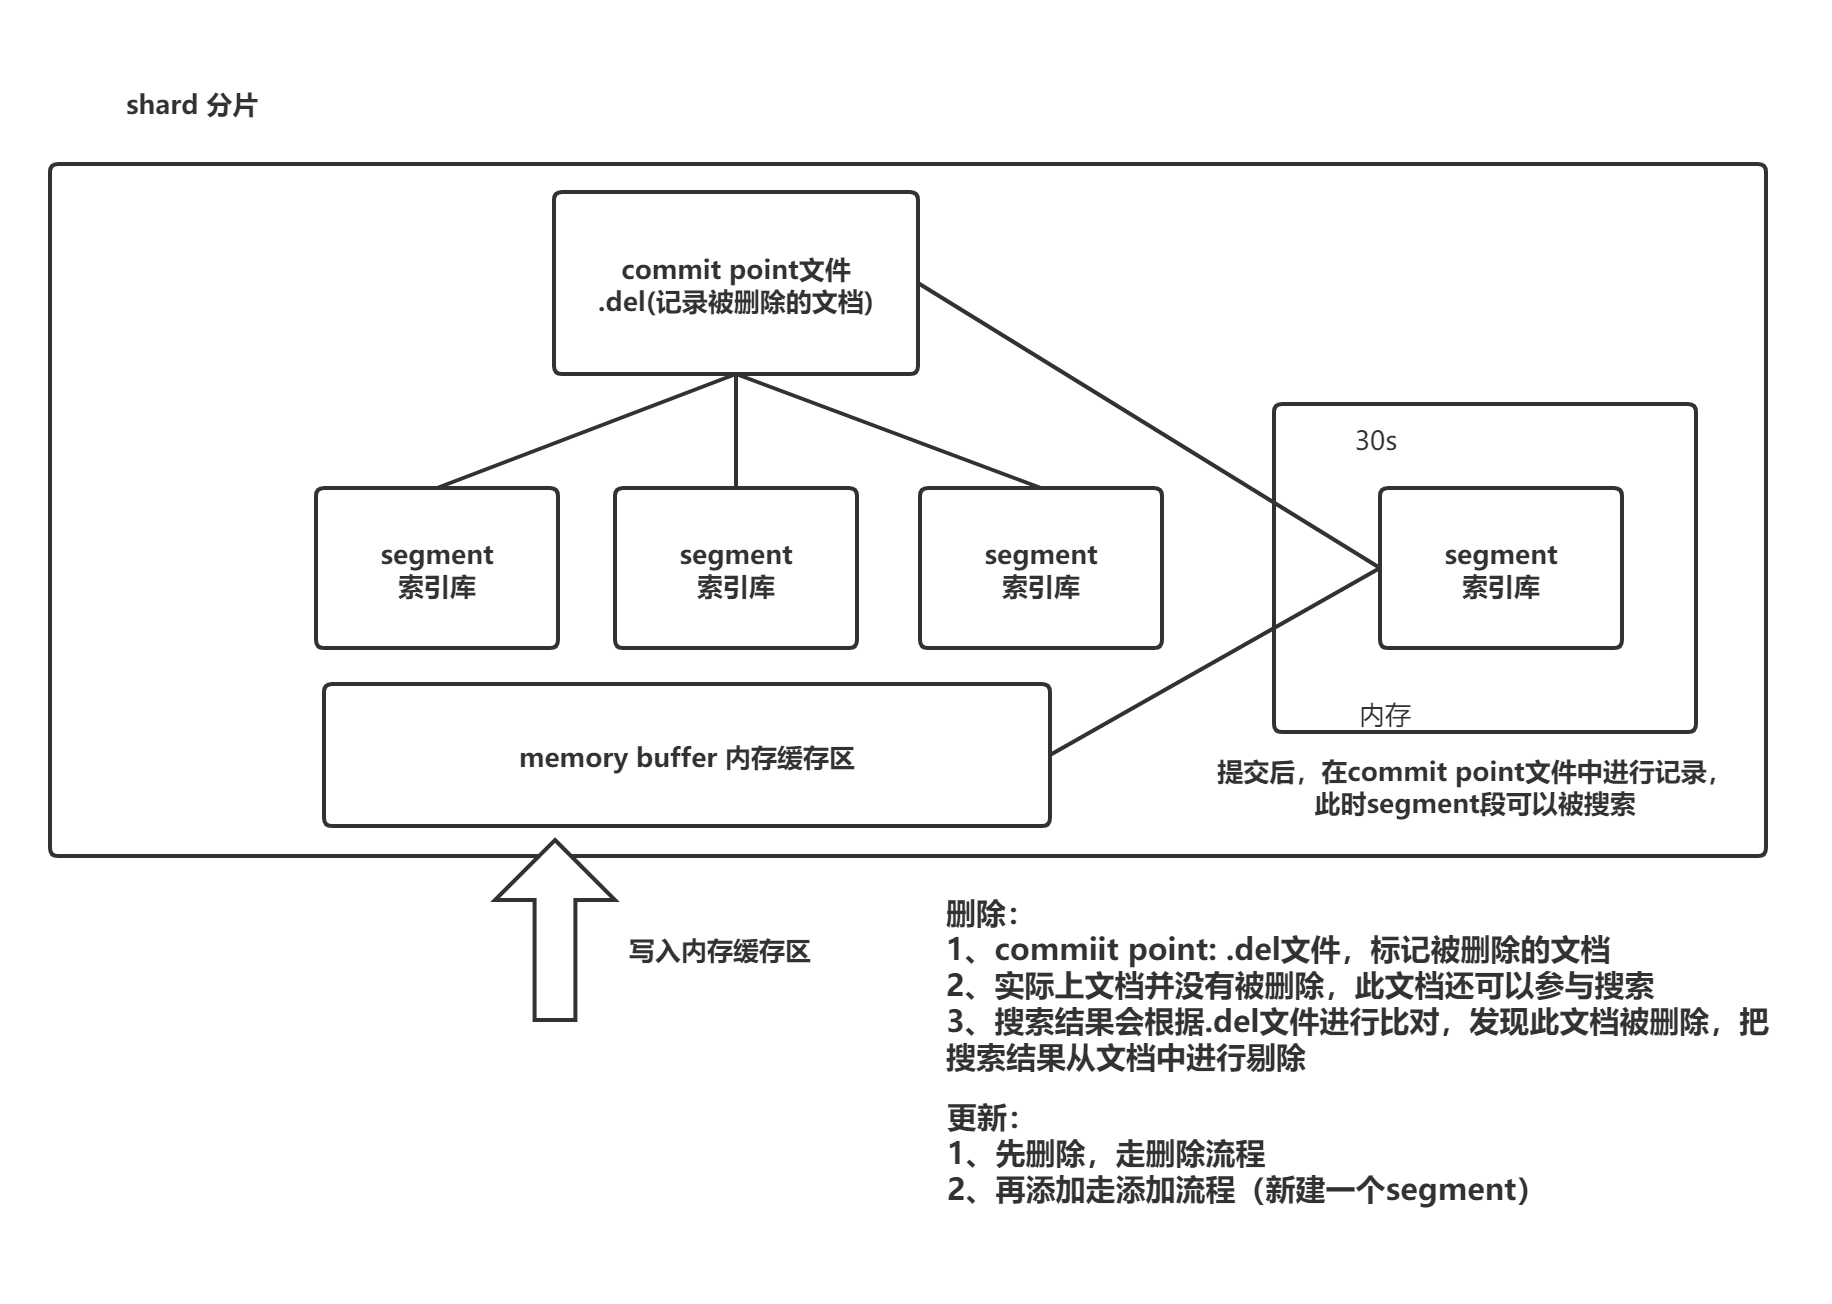 shard 分片
commit point文件
.del(记录被删除的文档)
30s
segment
索引库
segment
索引库
segment
索引库
segment
索引库
内存
memory buffer 内存缓存区
提交后，在commit point文件中进行记录，
此时segment段可以被搜索
写入内存缓存区
删除：
1、commiit point: .del文件，标记被删除的文档
2、实际上文档并没有被删除，此文档还可以参与搜索
3、搜索结果会根据.del文件进行比对，发现此文档被删除，把
搜索结果从文档中进行剔除
更新：
1、先删除，走删除流程
2、再添加走添加流程（新建一个segment）